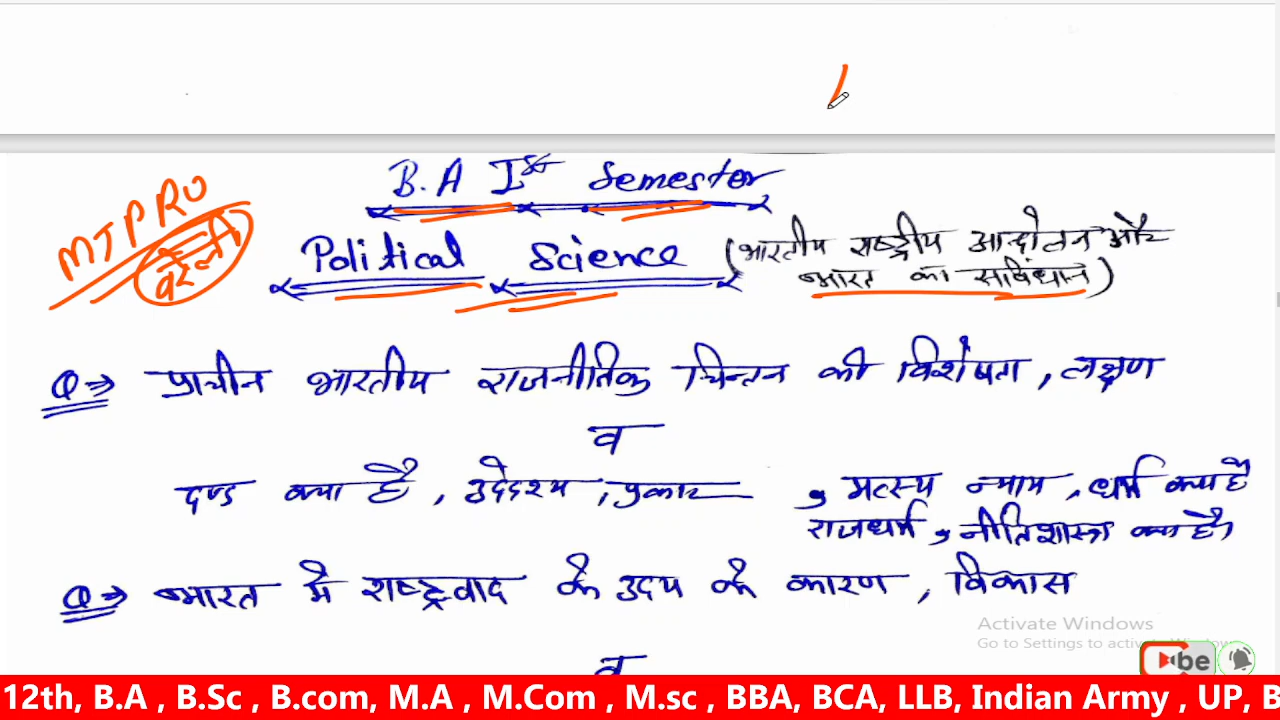 B.A Ist Semester
MJPRU
बरेली
Political Science (भारतीय राष्ट्रीय आन्दोलन और
भारत का संविधान)
Q⇒ प्राचीन भारतीय राजनीतिक चिन्तन की विशेषता, लक्षण
व
दण्ड क्या है, उद्देश्य, प्रकार , मत्स्य न्याय, धर्म क्या है
राजधर्म, नीतिशास्त्र क्या है।
Q⇒ भारत में राष्ट्रवाद के उदय के कारण, विकास
व
Activate Windows
Go to Settings to activate Windows.
be
12th, B.A , B.Sc , B.com, M.A , M.Com , M.sc , BBA, BCA, LLB, Indian Army , UP, B